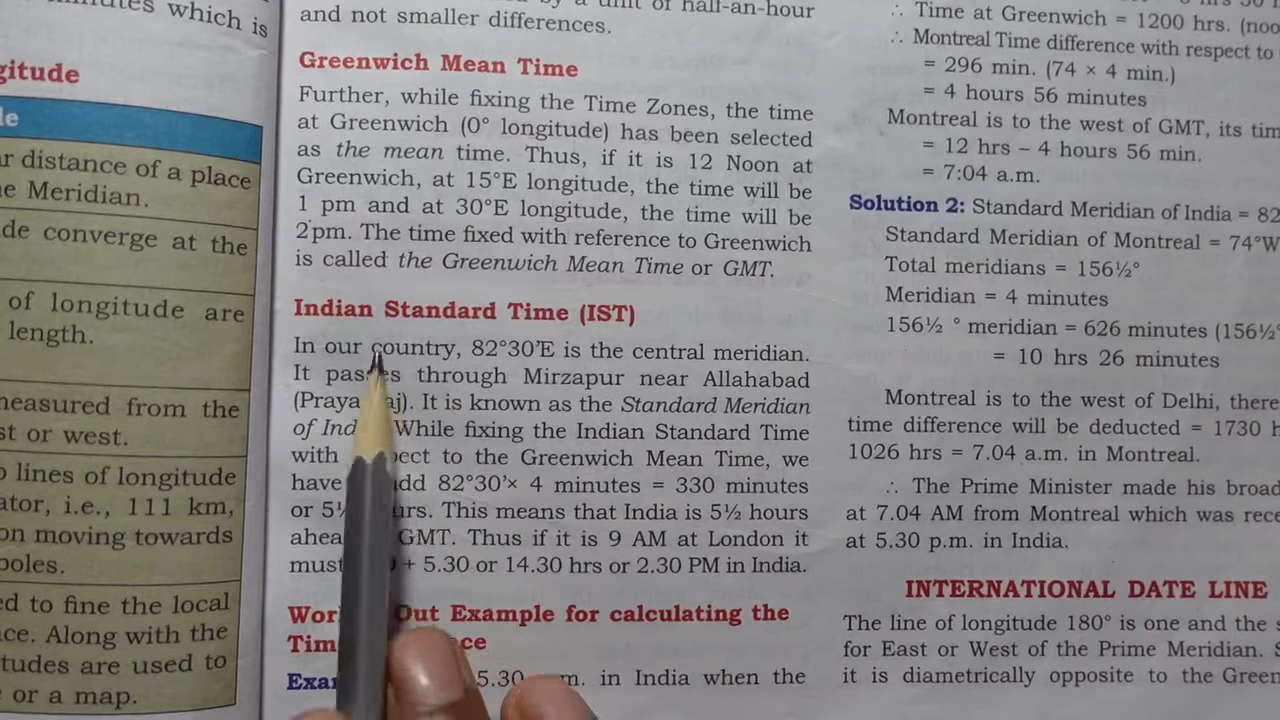 which is
gitude
le
distance of a place
Meridian.
de converge at the
of longitude are
length.
measured from the
st or west.
lines of longitude
ator, i.e., 111 km,
on moving towards
poles.
ed to fine the local
ce. Along with the
tudes are used to
or a map.
by a unit of half-an-hour
and not smaller differences.
Greenwich Mean Time
Further, while fixing the Time Zones, the time
at Greenwich (0° longitude) has been selected
as the mean time. Thus, if it is 12 Noon at
Greenwich, at 15°E longitude, the time will be
1 pm and at 30°E longitude, the time will be
2 pm. The time fixed with reference to Greenwich
is called the Greenwich Mean Time or GMT.
Indian Standard Time (IST)
In our country, 82°30'E is the central meridian.
It passes through Mirzapur near Allahabad
(Praya aj). It is known as the Standard Meridian
of Ind While fixing the Indian Standard Time
with pect to the Greenwich Mean Time, we
have add 82°30'× 4 minutes = 330 minutes
or 5½ urs. This means that India is 5½ hours
ahea GMT. Thus if it is 9 AM at London it
must + 5.30 or 14.30 hrs or 2.30 PM in India.
Wor Out Example for calculating the
Tim ce
Exa 5.30 m. in India when the
∴ Time at Greenwich = 1200 hrs. (noo
∴ Montreal Time difference with respect to
= 296 min. (74 × 4 min.)
= 4 hours 56 minutes
Montreal is to the west of GMT, its tim
= 12 hrs – 4 hours 56 min.
= 7:04 a.m.
Solution 2: Standard Meridian of India = 82
Standard Meridian of Montreal = 74°W
Total meridians = 156½°
Meridian = 4 minutes
156½ ° meridian = 626 minutes (156½°
= 10 hrs 26 minutes
Montreal is to the west of Delhi, there
time difference will be deducted = 1730 h
1026 hrs = 7.04 a.m. in Montreal.
∴ The Prime Minister made his broad
at 7.04 AM from Montreal which was rece
at 5.30 p.m. in India.
INTERNATIONAL DATE LINE
The line of longitude 180° is one and the s
for East or West of the Prime Meridian. S
it is diametrically opposite to the Green